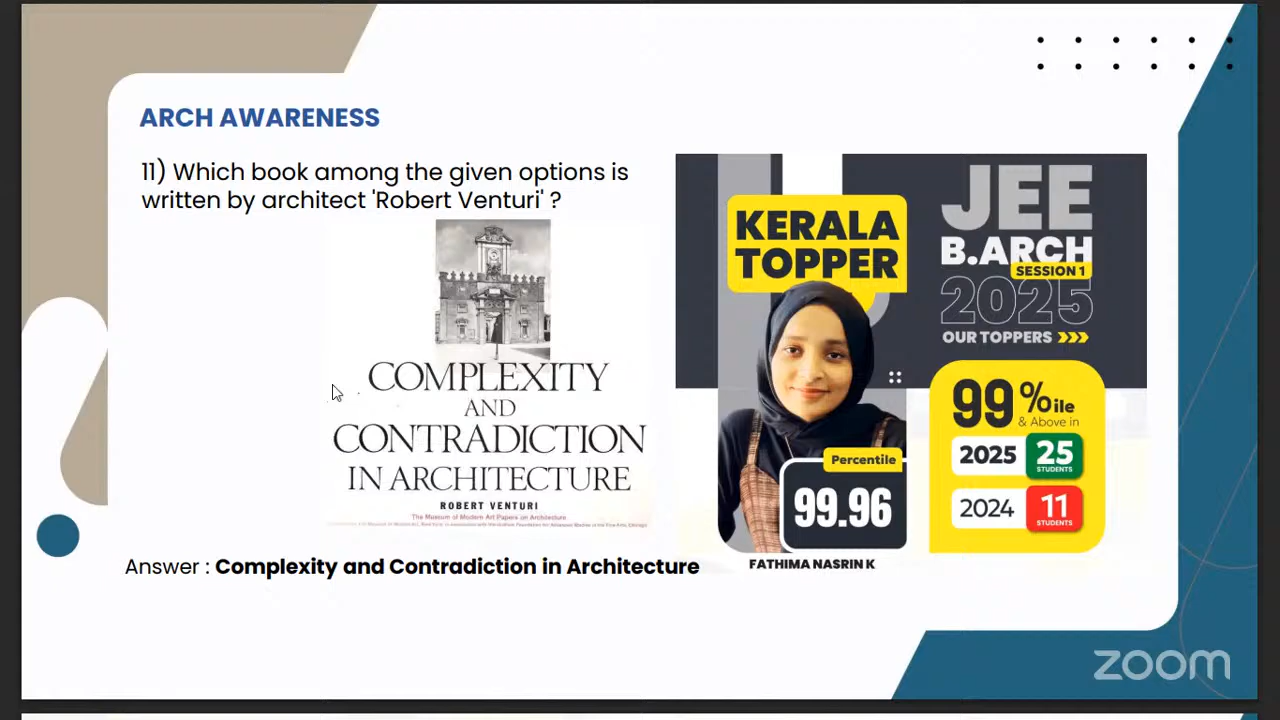 ARCH AWARENESS
11) Which book among the given options is
written by architect 'Robert Venturi' ?
COMPLEXITY
AND
CONTRADICTION
IN ARCHITECTURE
ROBERT VENTURI
The Museum of Modern Art Papers on Architecture
Answer : Complexity and Contradiction in Architecture
KERALA
TOPPER
JEE
B.ARCH
SESSION 1
2025
OUR TOPPERS
99%ile
& Above in
2025 25
STUDENTS
2024 11
STUDENTS
Percentile
99.96
FATHIMA NASRIN K
zoom